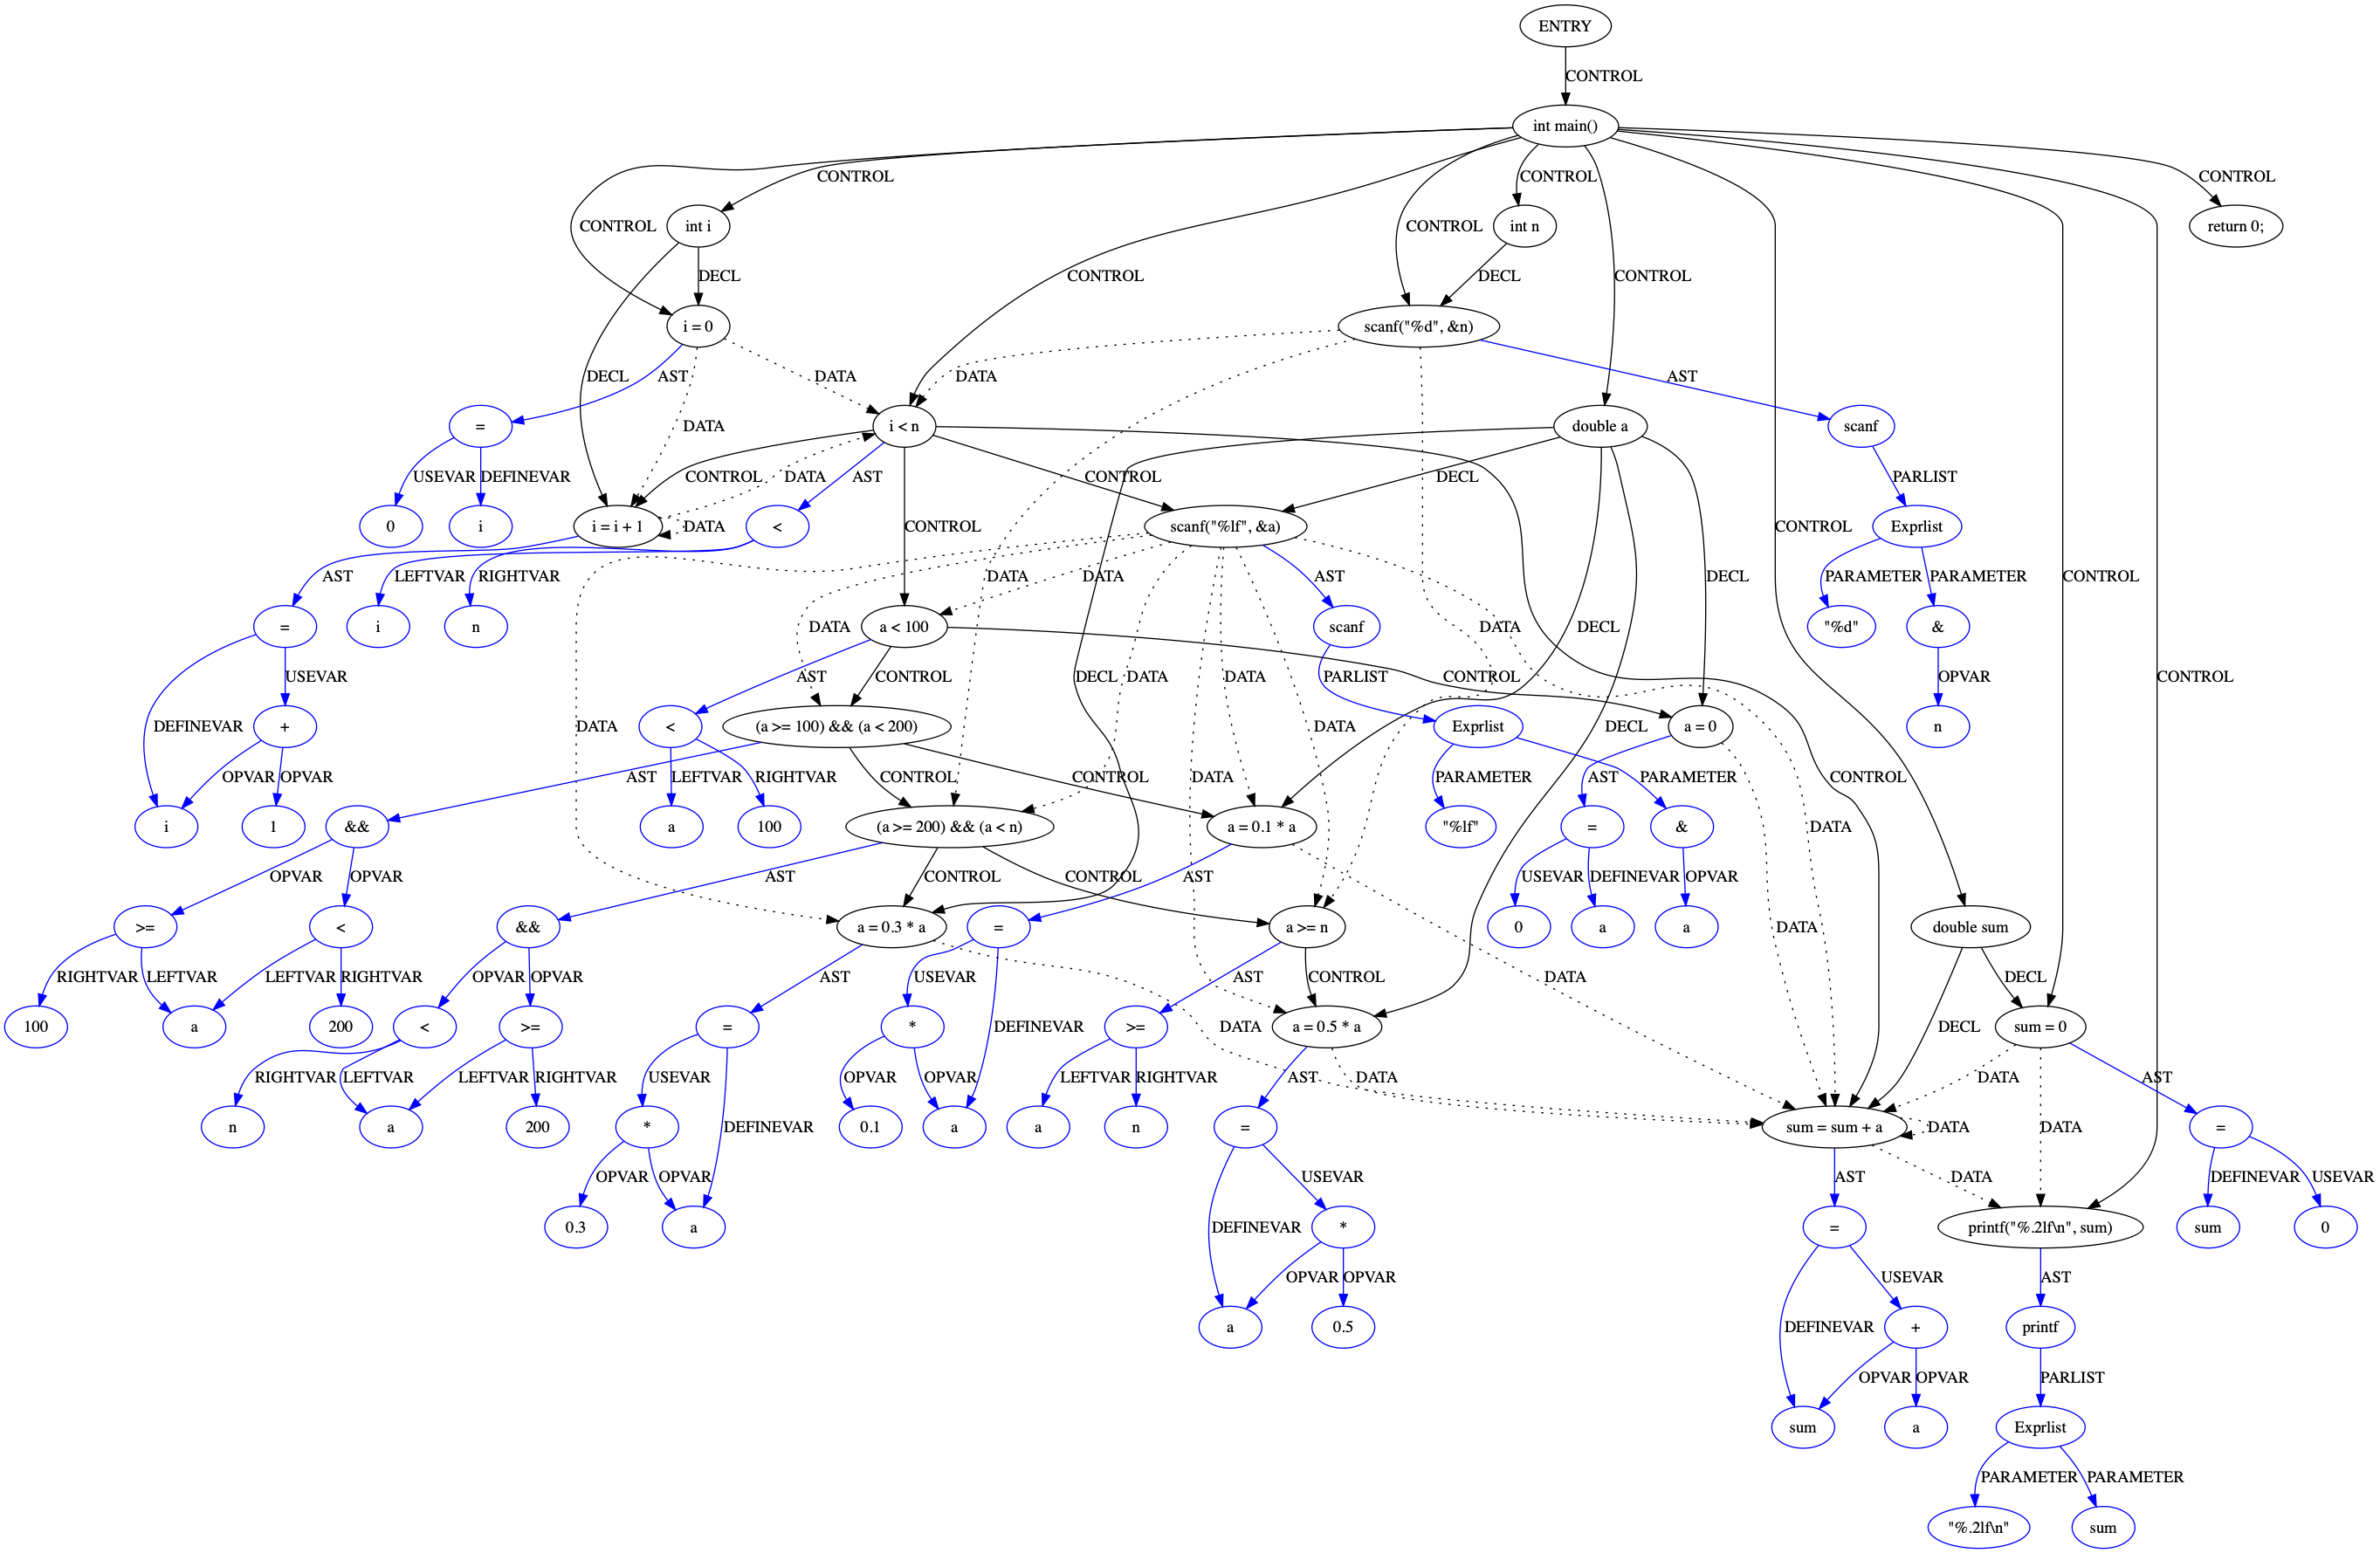 ENTRY
CONTROL
int main()
CONTROL
CONTROL
CONTROL
int i
int n
return 0;
CONTROL
CONTROL
DECL
CONTROL
DECL
CONTROL
i = 0
scanf("%d", &n)
DECL
AST
DATA
DATA
AST
=
i < n
double a
scanf
DATA
USEVAR
DEFINEVAR
CONTROL
DATA
AST
CONTROL
DECL
PARLIST
0
i
i = i + 1
DATA
<
CONTROL
scanf("%lf", &a)
CONTROL
Exprlist
AST
LEFTVAR
RIGHTVAR
DATA
DATA
AST
DECL
PARAMETER
PARAMETER
CONTROL
=
i
n
DATA
a < 100
scanf
DATA
DECL
"%d"
&
USEVAR
AST
CONTROL
DECL
DATA
DATA
PARLIST
CONTROL
CONTROL
OPVAR
DEFINEVAR
+
DATA
<
(a >= 100) && (a < 200)
DATA
Exprlist
DECL
a = 0
n
OPVAR
OPVAR
AST
LEFTVAR
RIGHTVAR
CONTROL
CONTROL
DATA
PARAMETER
AST
PARAMETER
CONTROL
i
1
&&
a
100
(a >= 200) && (a < n)
a = 0.1 * a
"%lf"
=
&
DATA
OPVAR
OPVAR
AST
CONTROL
CONTROL
AST
USEVAR
DEFINEVAR
OPVAR
>=
<
&&
a = 0.3 * a
=
a >= n
0
a
a
DATA
double sum
RIGHTVAR
LEFTVAR
LEFTVAR
RIGHTVAR
OPVAR
OPVAR
AST
USEVAR
AST
CONTROL
DATA
DECL
100
a
200
<
>=
=
*
DEFINEVAR
>=
a = 0.5 * a
DATA
DECL
sum = 0
RIGHTVAR
LEFTVAR
LEFTVAR
RIGHTVAR
USEVAR
OPVAR
OPVAR
LEFTVAR
RIGHTVAR
AST
DATA
DATA
AST
n
a
200
*
DEFINEVAR
0.1
a
a
n
=
sum = sum + a
DATA
DATA
=
OPVAR
OPVAR
USEVAR
AST
DATA
DEFINEVAR
USEVAR
0.3
a
DEFINEVAR
*
=
printf("%.2lf\n", sum)
sum
0
OPVAR
OPVAR
USEVAR
AST
a
0.5
DEFINEVAR
+
printf
OPVAR
OPVAR
PARLIST
sum
a
Exprlist
PARAMETER
PARAMETER
"%.2lf\n"
sum